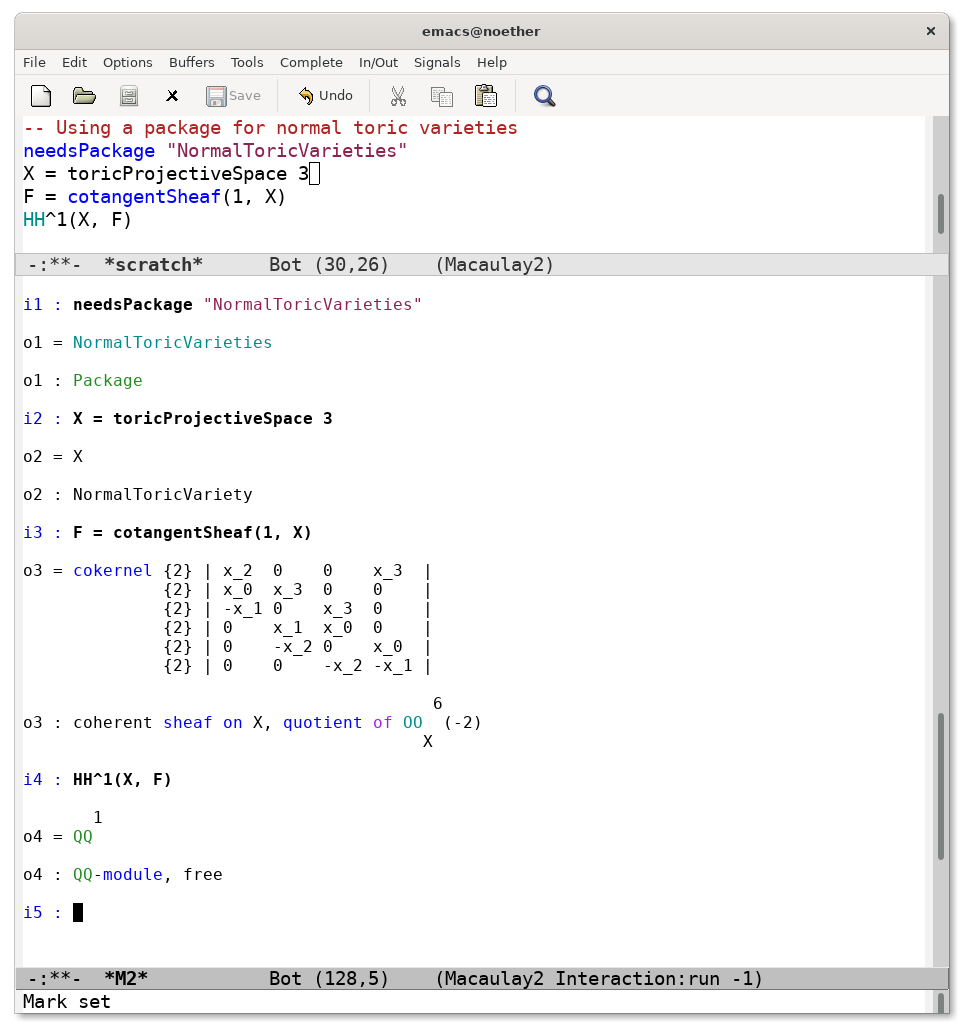 emacs@noether ×
File Edit Options Buffers Tools Complete In/Out Signals Help
Save Undo
-- Using a package for normal toric varieties
needsPackage "NormalToricVarieties"
X = toricProjectiveSpace 3
F = cotangentSheaf(1, X)
HH^1(X, F)
-:**-  *scratch*      Bot (30,26)    (Macaulay2)
i1 : needsPackage "NormalToricVarieties"
o1 = NormalToricVarieties
o1 : Package
i2 : X = toricProjectiveSpace 3
o2 = X
o2 : NormalToricVariety
i3 : F = cotangentSheaf(1, X)
o3 = cokernel {2} | x_2  0    0    x_3  |
              {2} | x_0  x_3  0    0    |
              {2} | -x_1 0    x_3  0    |
              {2} | 0    x_1  x_0  0    |
              {2} | 0    -x_2 0    x_0  |
              {2} | 0    0    -x_2 -x_1 |
                                         6
o3 : coherent sheaf on X, quotient of OO  (-2)
                                        X
i4 : HH^1(X, F)
       1
o4 = QQ
o4 : QQ-module, free
i5 :
-:**-  *M2*           Bot (128,5)    (Macaulay2 Interaction:run -1)
Mark set